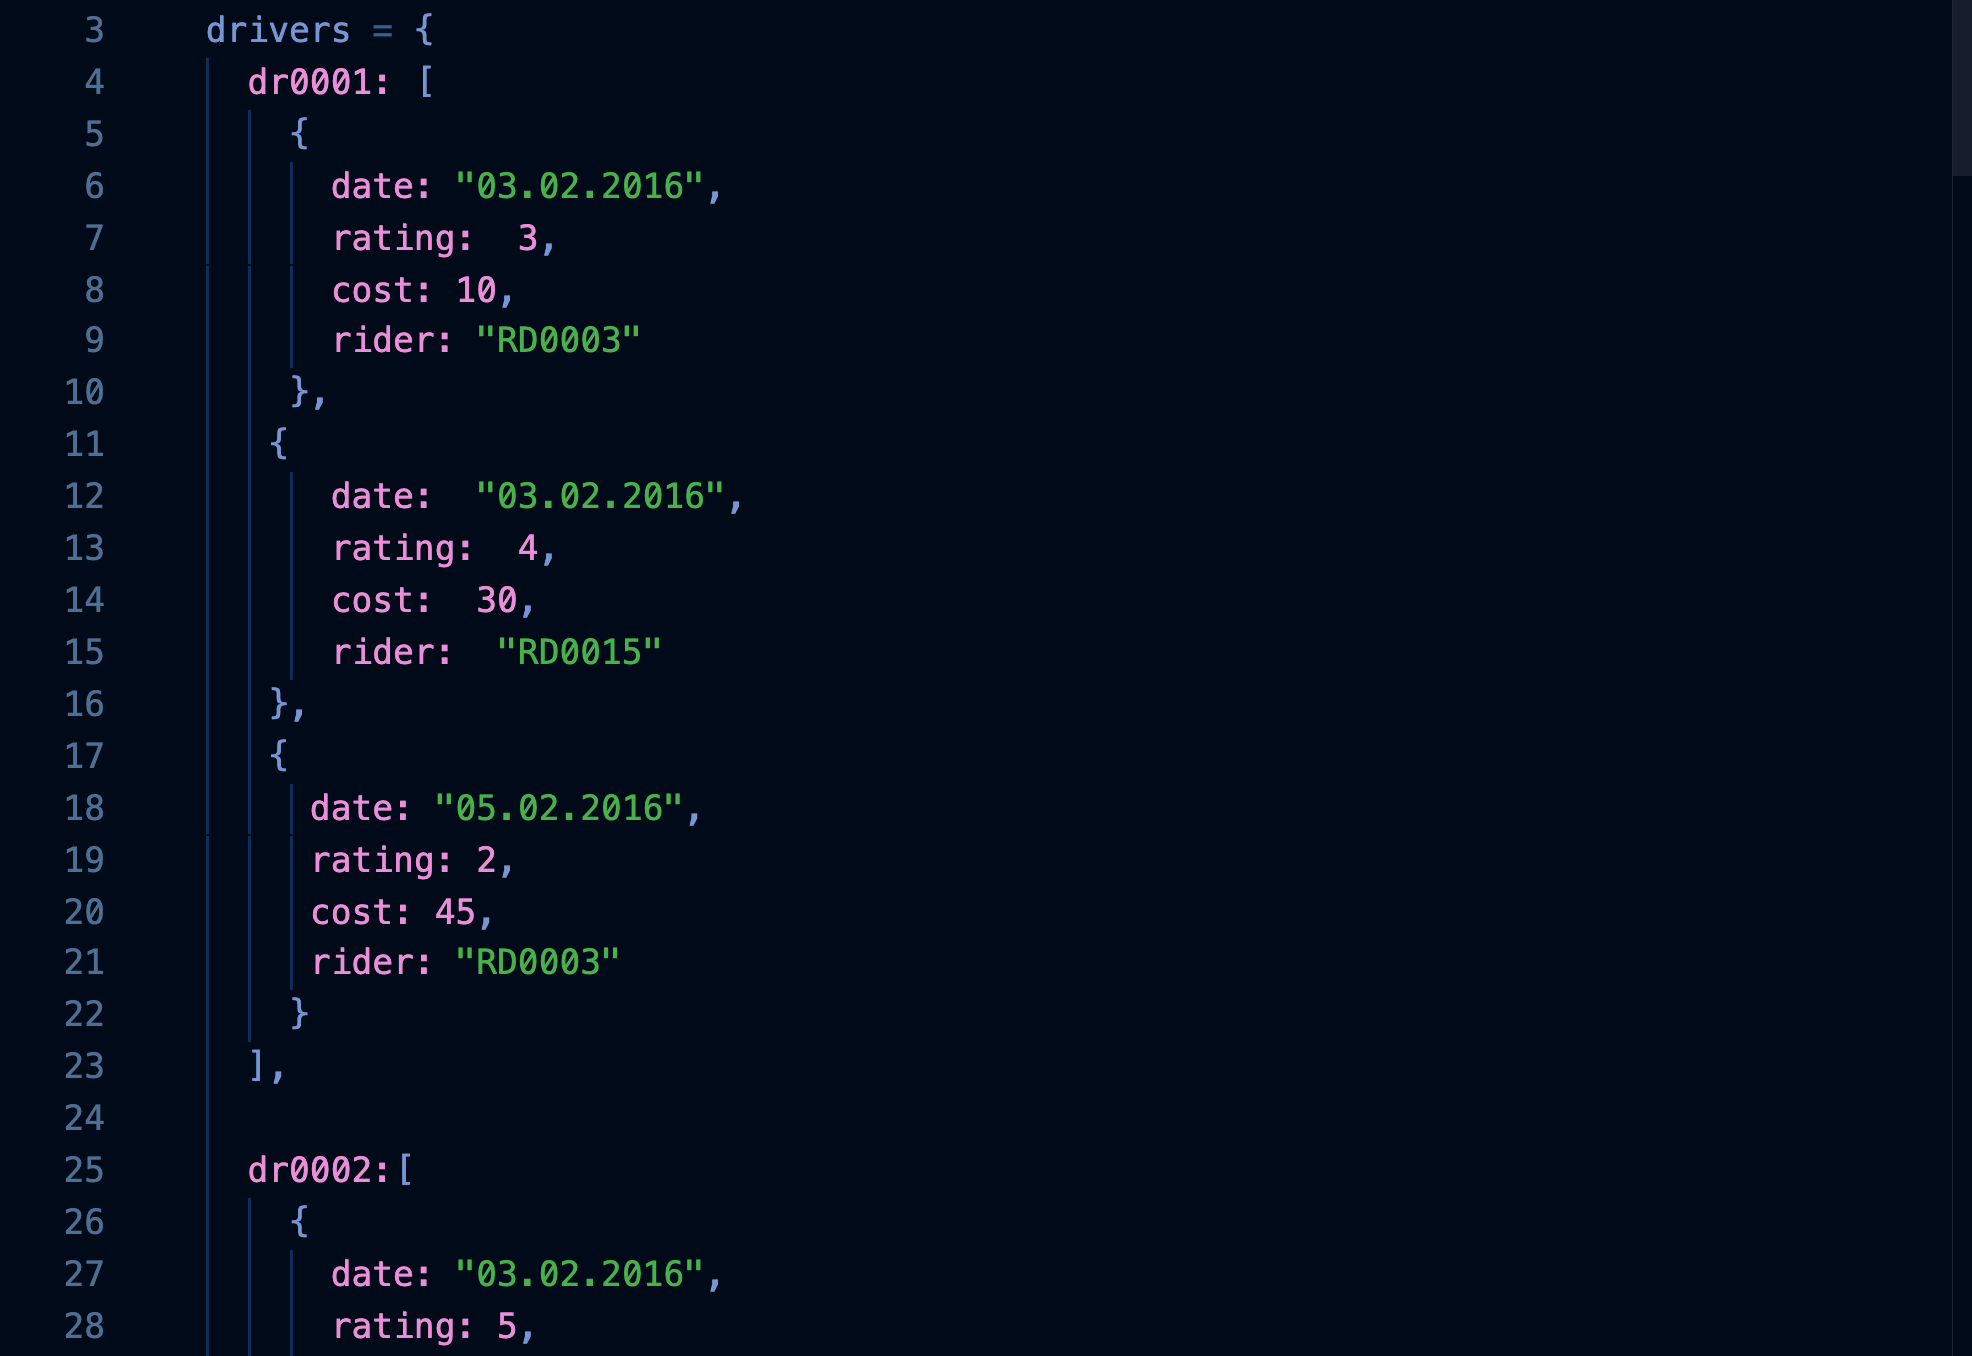 3 drivers = {
4 dr0001: [
5 {
6 date: "03.02.2016",
7 rating:  3,
8 cost: 10,
9 rider: "RD0003"
10 },
11 {
12 date:  "03.02.2016",
13 rating:  4,
14 cost:  30,
15 rider:  "RD0015"
16 },
17 {
18 date: "05.02.2016",
19 rating: 2,
20 cost: 45,
21 rider: "RD0003"
22 }
23 ],
24
25 dr0002:[
26 {
27 date: "03.02.2016",
28 rating: 5,